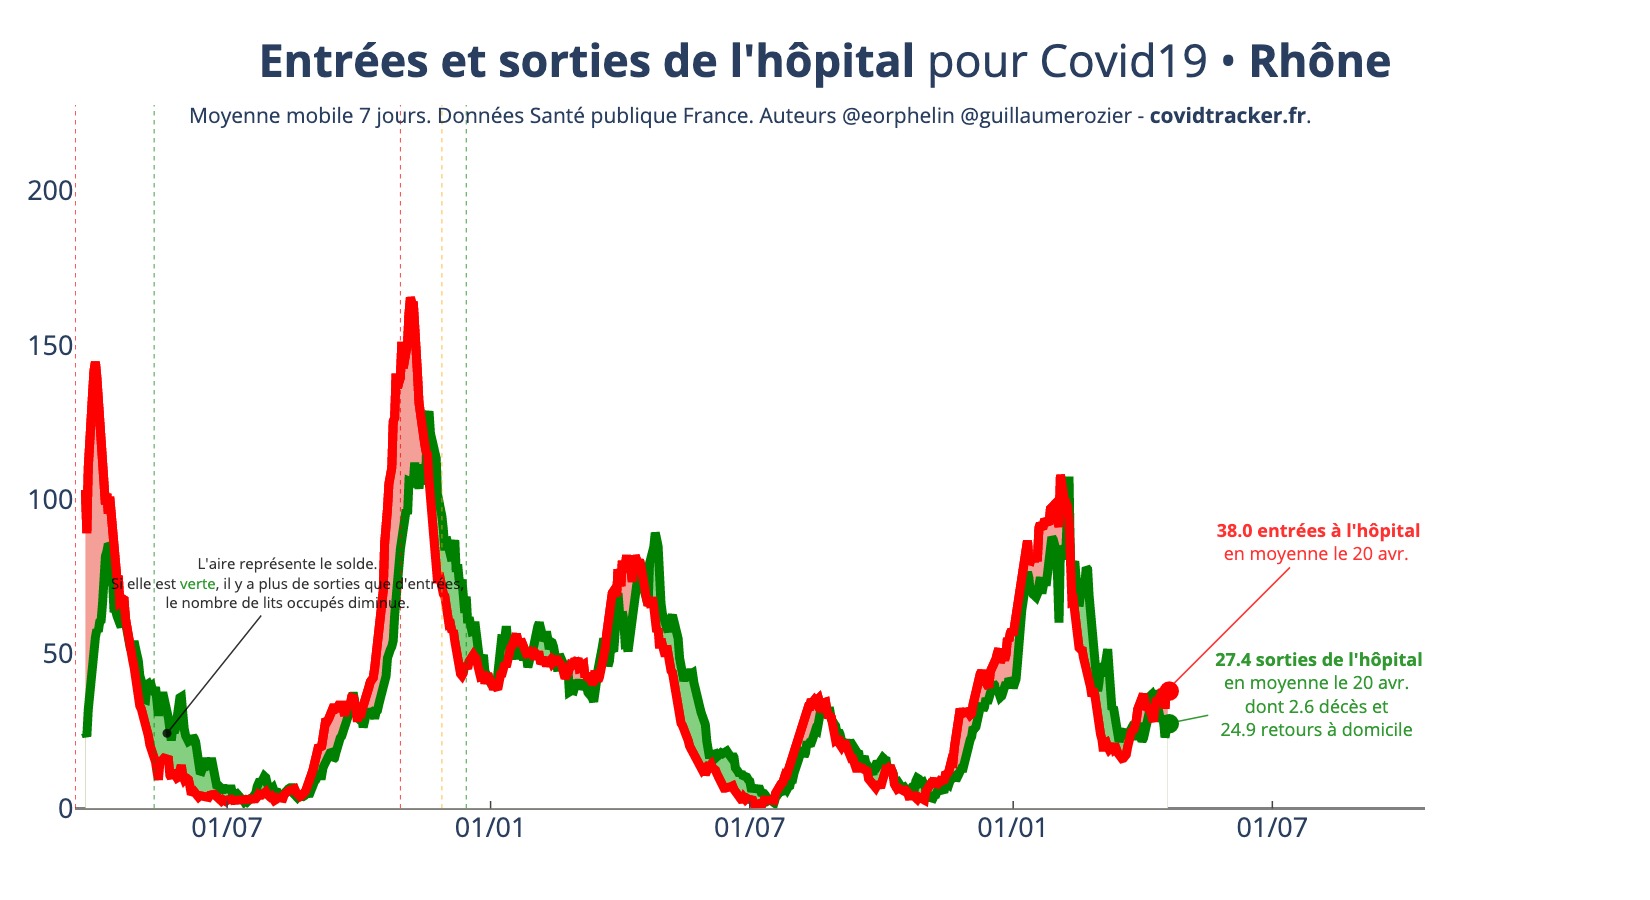 Entrées et sorties de l'hôpital pour Covid19 • Rhône
Moyenne mobile 7 jours. Données Santé publique France. Auteurs @eorphelin @guillaumerozier - covidtracker.fr.
200
150
100
50
0
L'aire représente le solde.
Si elle est verte, il y a plus de sorties que d'entrées,
le nombre de lits occupés diminue.
38.0 entrées à l'hôpital
en moyenne le 20 avr.
27.4 sorties de l'hôpital
en moyenne le 20 avr.
dont 2.6 décès et
24.9 retours à domicile
01/07
01/01
01/07
01/01
01/07